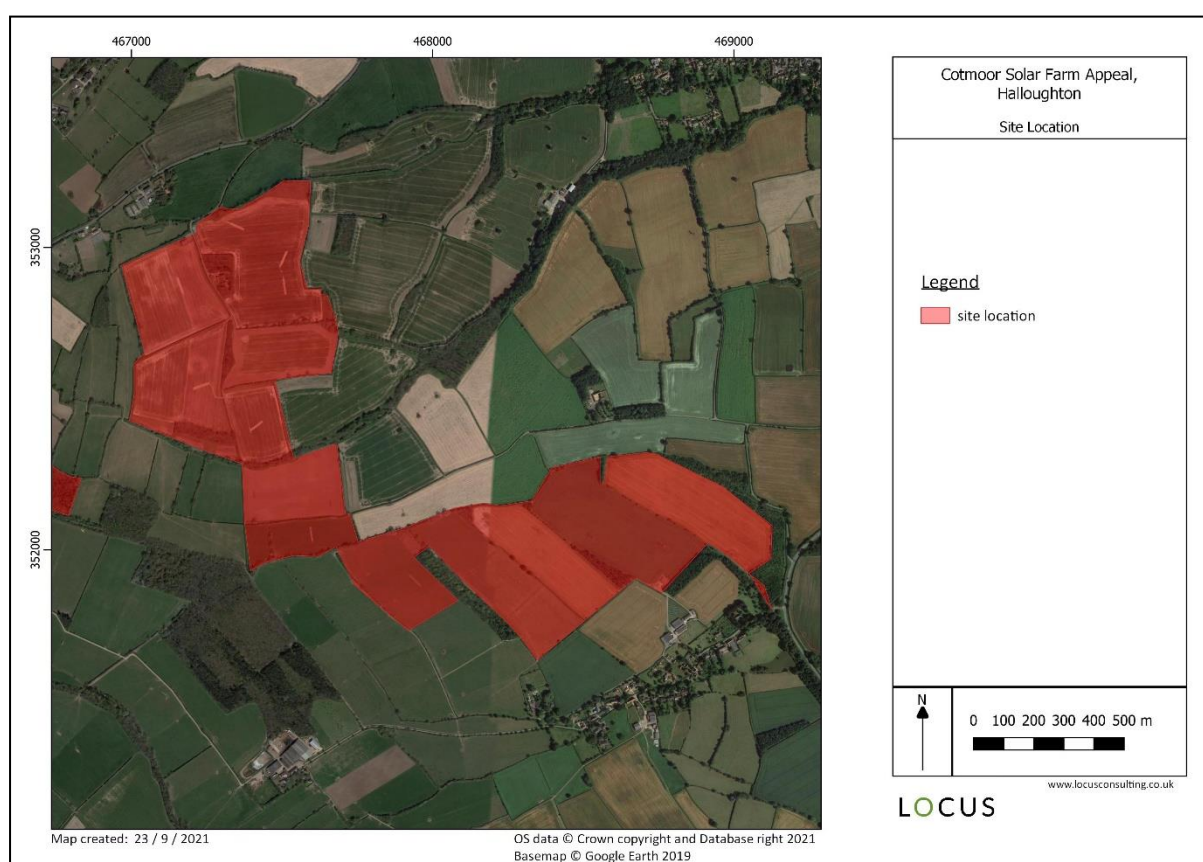 467000
468000
469000
353000
352000
Cotmoor Solar Farm Appeal,
Halloughton
Site Location
Legend
site location
N
0 100 200 300 400 500 m
www.locusconsulting.co.uk
LOCUS
Map created: 23 / 9 / 2021
OS data © Crown copyright and Database right 2021
Basemap © Google Earth 2019